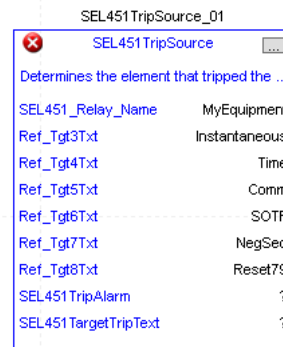 SEL451TripSource_01
SEL451TripSource ...
Determines the element that tripped the ...
SEL451_Relay_Name MyEquipmen
Ref_Tgt3Txt Instantaneous
Ref_Tgt4Txt Time
Ref_Tgt5Txt Comm
Ref_Tgt6Txt SOTF
Ref_Tgt7Txt NegSeq
Ref_Tgt8Txt Reset79
SEL451TripAlarm ?
SEL451TargetTripText ?